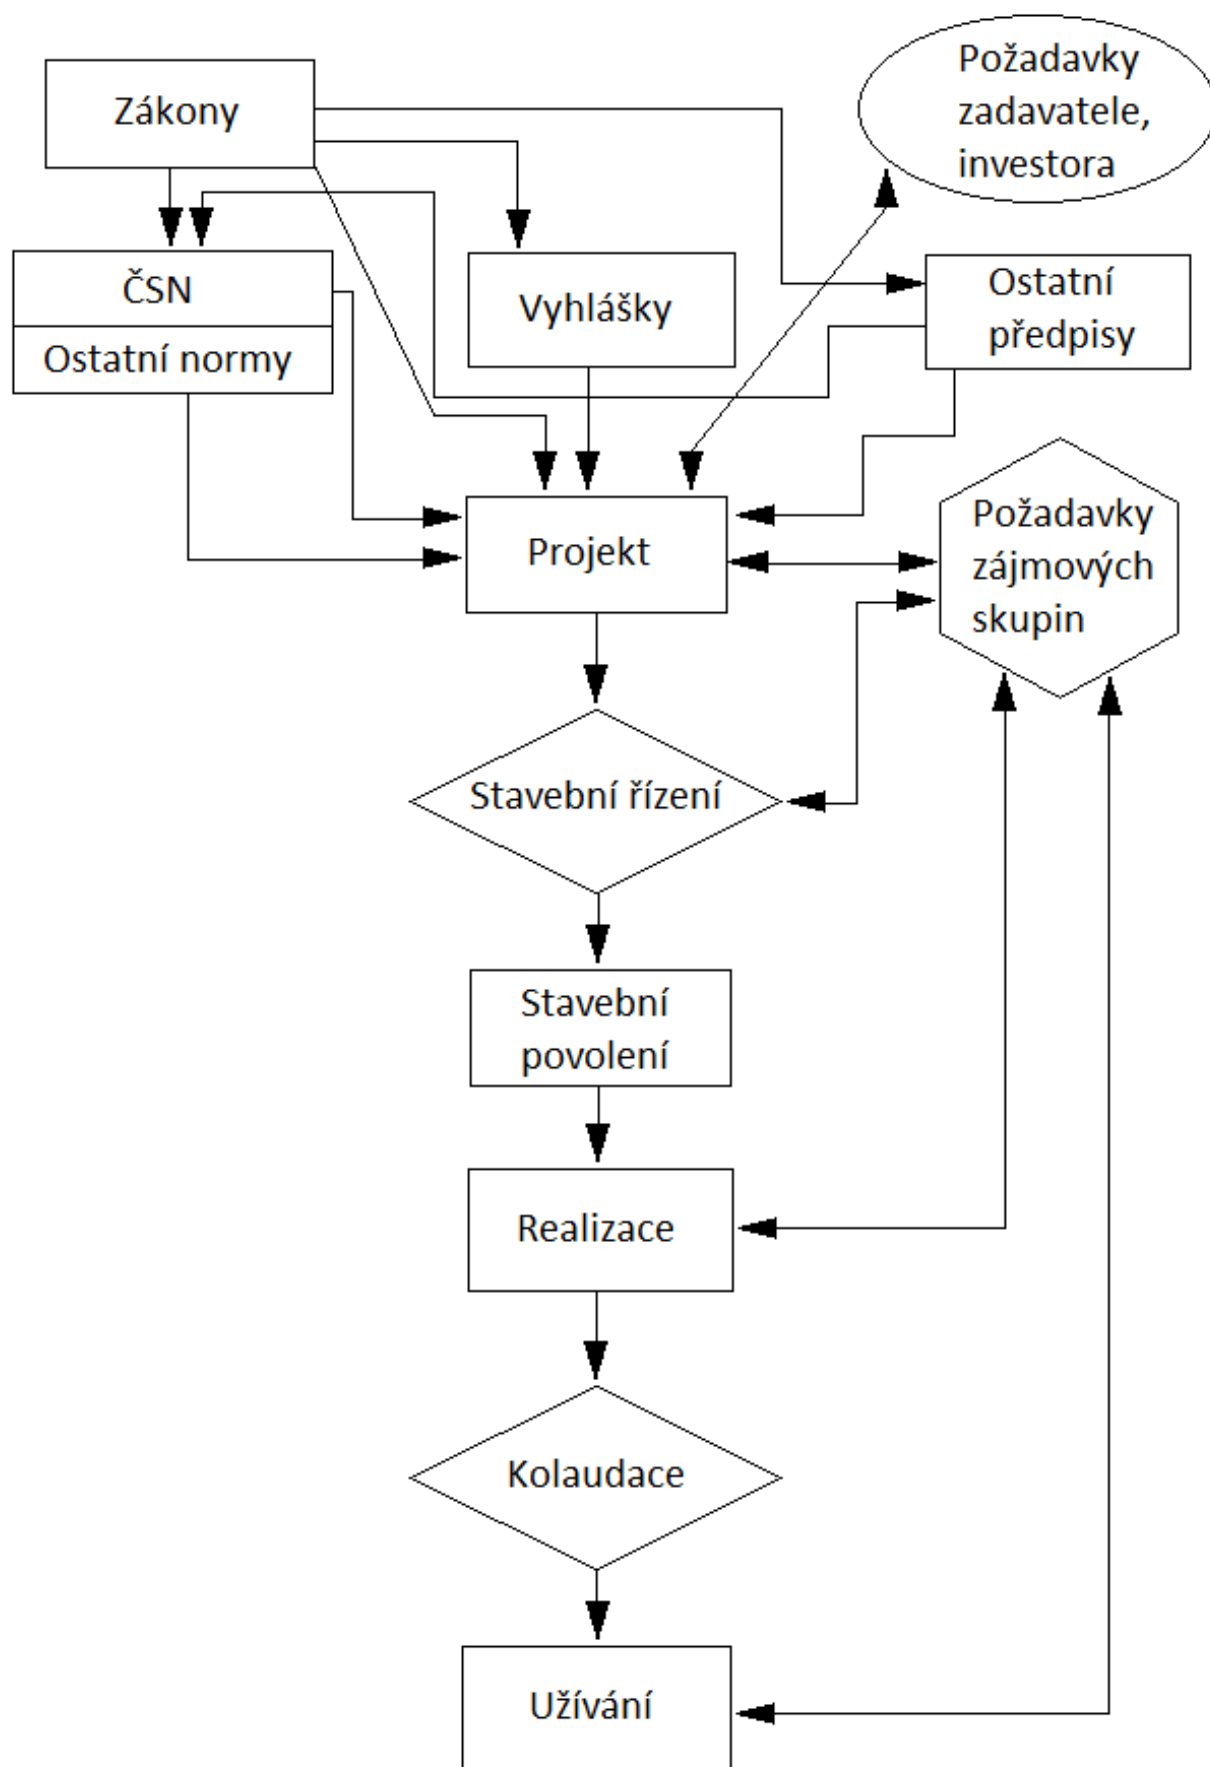 Zákony
Požadavky
zadavatele,
investora
ČSN
Ostatní normy
Vyhlášky
Ostatní
předpisy
Projekt
Požadavky
zájmových
skupin
Stavební řízení
Stavební
povolení
Realizace
Kolaudace
Užívání